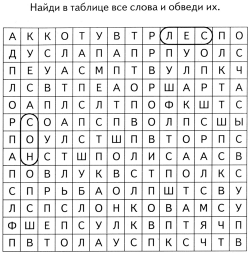 Найди в таблице все слова и обведи их.
А К К О Т У В Т Р Л Е С П О
Д У С Л А П А П Р П У О Л С
П Е У А С М П Т В У Л П К Ч
Л С В Т П Е А О Р Ш А Р Т А
О А П Л С Л Т П О Ф К Ш Т С
Р С О А П С П В О Л П С Ш Ы
П О У Л С Т Ш П В Т О Р П С
А Н С Т Ш П О Л И С А А С В
П О В Л У К В С Т П О Л К С
С П Р Ь Б А О Л П Ш Т С В У
Л С П С Л О Н К О В А М С У
Ф Ш Е П С У Л К В П Т Я Ч П
П В Т О Л А У С П К С Ч Т В